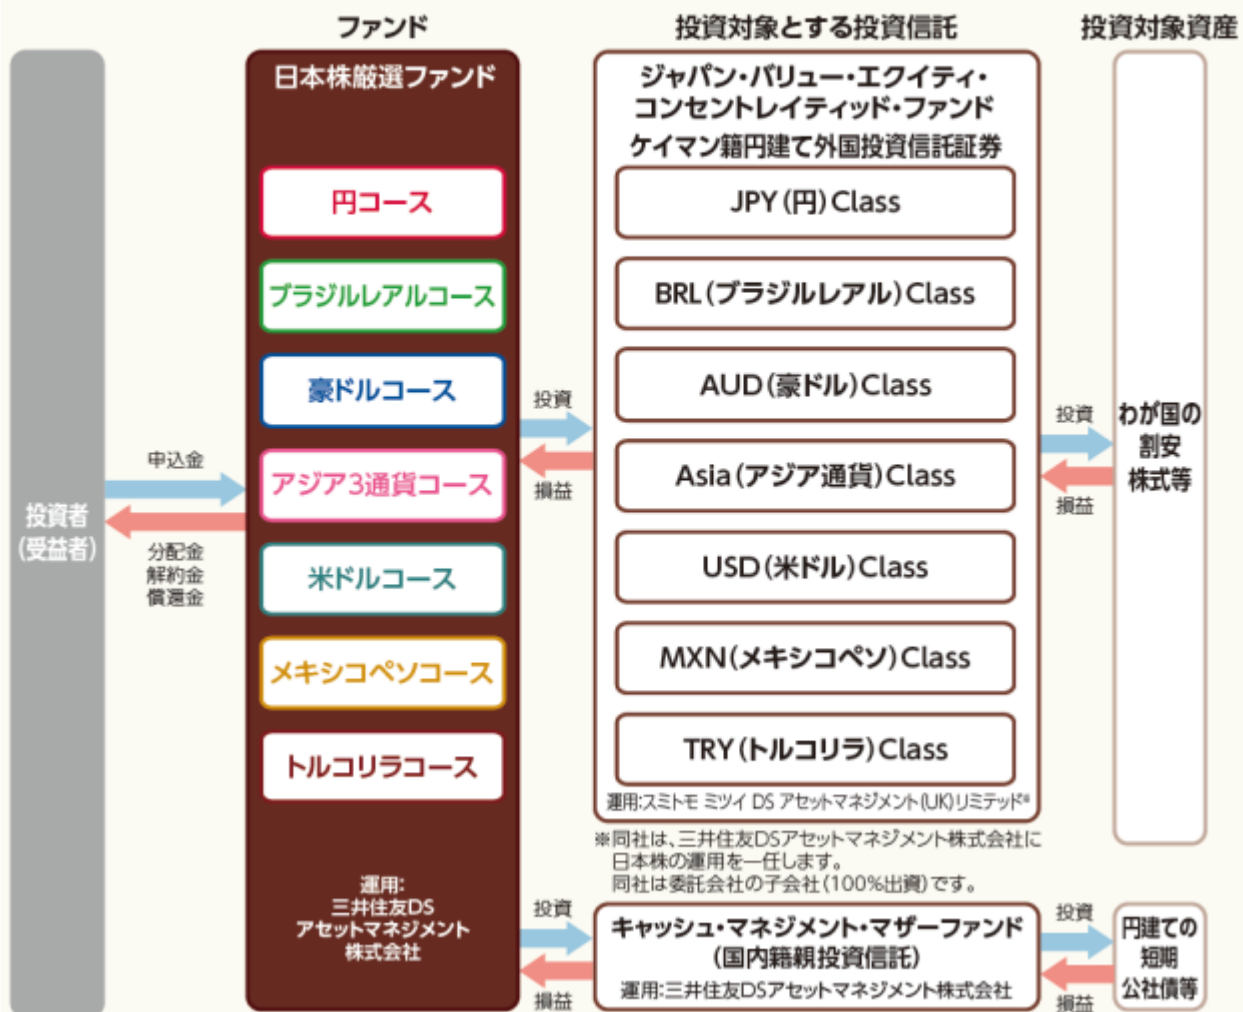 ファンド
投資対象とする投資信託
投資対象資産
投資者
(受益者)
申込金
分配金
解約金
償還金
日本株厳選ファンド
円コース
ブラジルレアルコース
豪ドルコース
アジア3通貨コース
米ドルコース
メキシコペソコース
トルコリラコース
運用:
三井住友DS
アセットマネジメント
株式会社
投資
損益
ジャパン・バリュー・エクイティ・
コンセントレイティッド・ファンド
ケイマン籍円建て外国投資信託証券
JPY(円)Class
BRL(ブラジルレアル)Class
AUD(豪ドル)Class
Asia(アジア通貨)Class
USD(米ドル)Class
MXN(メキシコペソ)Class
TRY(トルコリラ)Class
運用:スミトモ ミツイ DS アセットマネジメント(UK)リミテッド※
※同社は、三井住友DSアセットマネジメント株式会社に
日本株の運用を一任します。
同社は委託会社の子会社(100%出資)です。
投資
損益
わが国の
割安
株式等
投資
損益
キャッシュ・マネジメント・マザーファンド
(国内籍親投資信託)
運用:三井住友DSアセットマネジメント株式会社
投資
損益
円建ての
短期
公社債等